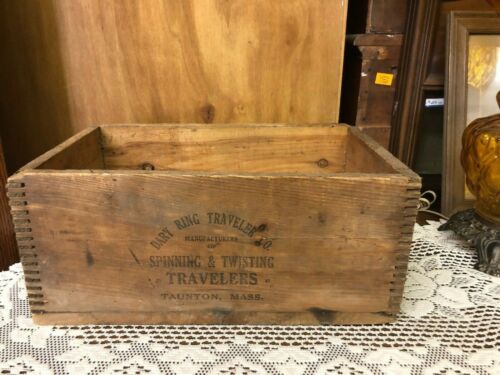 DARY RING TRAVELER CO.
MANUFACTURERS
OF
SPINNING & TWISTING
TRAVELERS
TAUNTON, MASS.